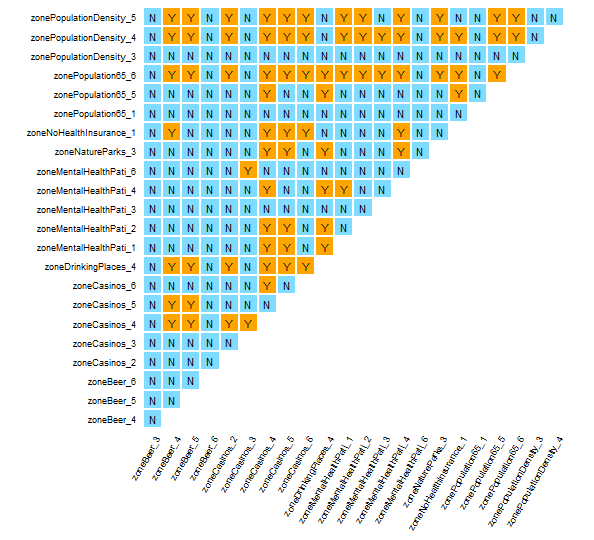 zonePopulationDensity_5 N Y Y N Y N Y Y Y N Y Y N Y N Y N N Y Y N N
zonePopulationDensity_4 N Y Y N Y N Y Y Y N Y Y Y Y N Y Y N Y Y N
zonePopulationDensity_3 N N N N N N N N N N N N N N N N N N N N
zonePopulation65_6 N Y Y N Y N Y Y Y Y Y Y Y Y N Y Y N Y
zonePopulation65_5 N N N N N N Y N N Y N N N N N N Y N
zonePopulation65_1 N N N N N N N N N N N N N N N N N
zoneNoHealthInsurance_1 N Y N N N N Y Y Y N N N N Y N N
zoneNatureParks_3 N N N N N N Y Y N Y N N N Y N
zoneMentalHealthPati_6 N N N N N Y N N N N N N N N
zoneMentalHealthPati_4 N N N N N N Y N N Y Y N N
zoneMentalHealthPati_3 N N N N N N N N N N N N
zoneMentalHealthPati_2 N N N N N N Y Y N Y N
zoneMentalHealthPati_1 N N N N N N Y Y N Y
zoneDrinkingPlaces_4 N Y Y N Y N Y Y Y
zoneCasinos_6 N N N N N N Y N
zoneCasinos_5 N Y Y N N N N
zoneCasinos_4 N Y Y N Y Y
zoneCasinos_3 N N N N N
zoneCasinos_2 N N N N
zoneBeer_6 N N N
zoneBeer_5 N N
zoneBeer_4 N
zoneBeer_3
zoneBeer_4
zoneBeer_5
zoneBeer_6
zoneCasinos_2
zoneCasinos_3
zoneCasinos_4
zoneCasinos_5
zoneCasinos_6
zoneDrinkingPlaces_4
zoneMentalHealthPati_1
zoneMentalHealthPati_2
zoneMentalHealthPati_3
zoneMentalHealthPati_4
zoneMentalHealthPati_6
zoneNatureParks_3
zoneNoHealthInsurance_1
zonePopulation65_1
zonePopulation65_5
zonePopulation65_6
zonePopulationDensity_3
zonePopulationDensity_4